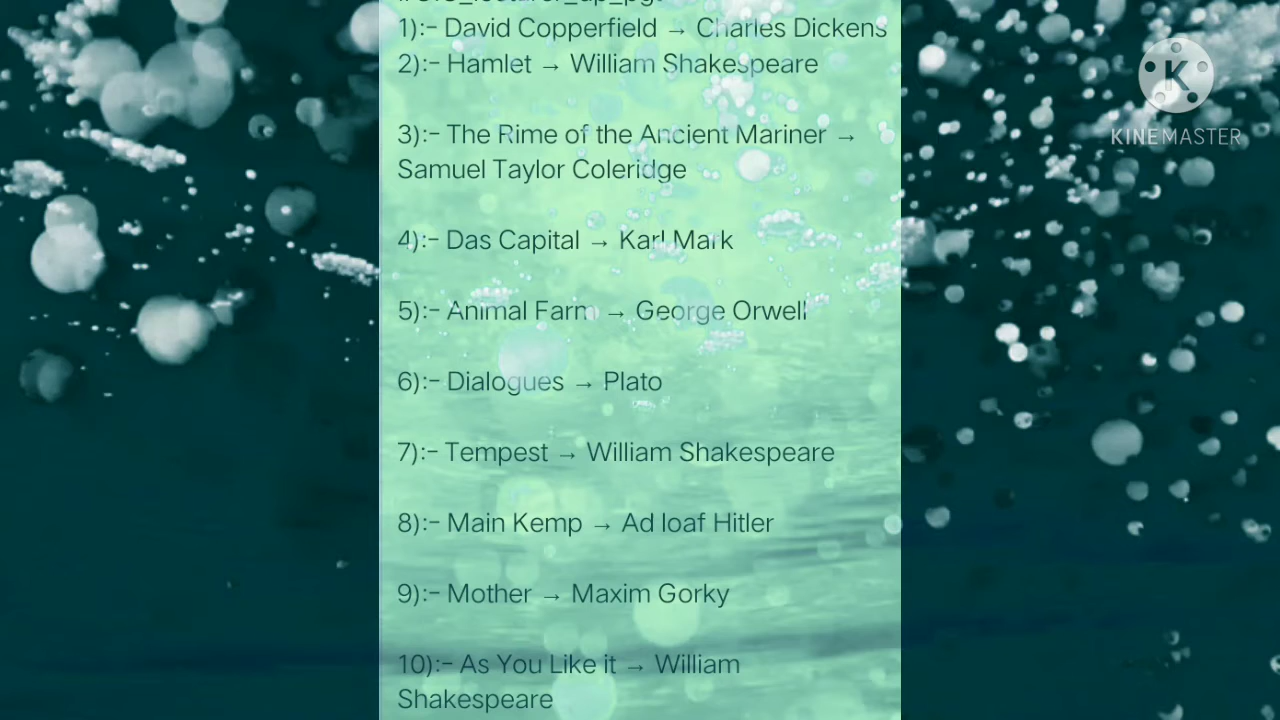 1):- David Copperfield → Charles Dickens
2):- Hamlet → William Shakespeare
3):- The Rime of the Ancient Mariner →
Samuel Taylor Coleridge
4):- Das Capital → Karl Mark
5):- Animal Farm → George Orwell
6):- Dialogues → Plato
7):- Tempest → William Shakespeare
8):- Main Kemp → Ad loaf Hitler
9):- Mother → Maxim Gorky
10):- As You Like it → William
Shakespeare
K
KINEMASTER